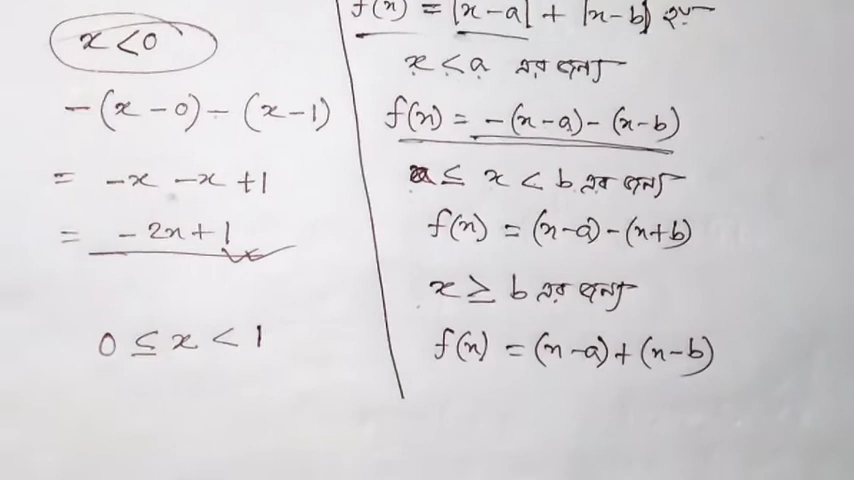 x < 0
-(x-0)-(x-1)
= -x -x +1
= -2x+1
0 ≤ x < 1
f(x) = |x-a| + |x-b| হলে
x < a এর জন্য
f(x) = -(x-a)-(x-b)
a ≤ x < b এর জন্য
f(x) = (x-a)-(x+b)
x ≥ b এর জন্য
f(x) = (x-a)+(x-b)